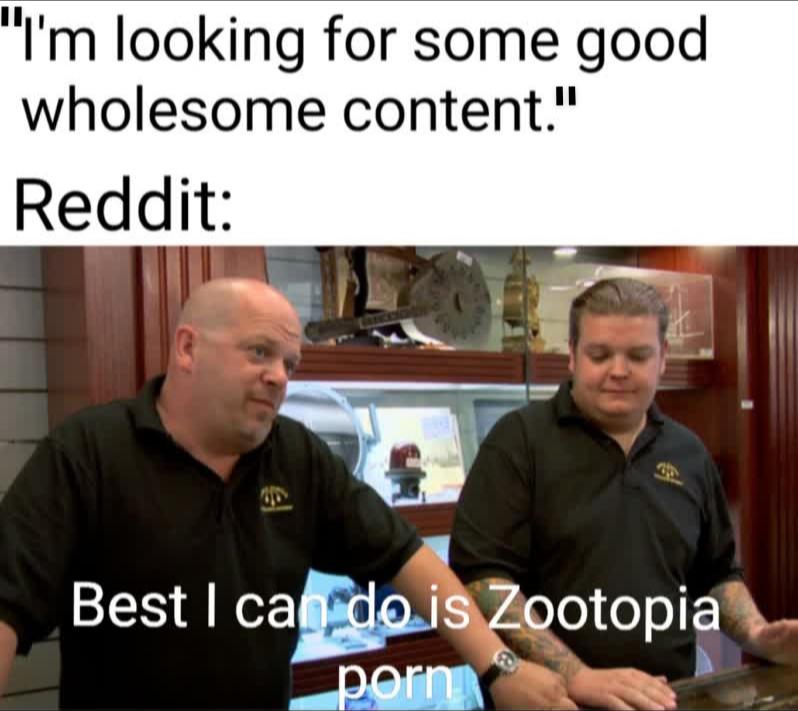 "I'm looking for some good
wholesome content."
Reddit:
Best I can do is Zootopia
porn